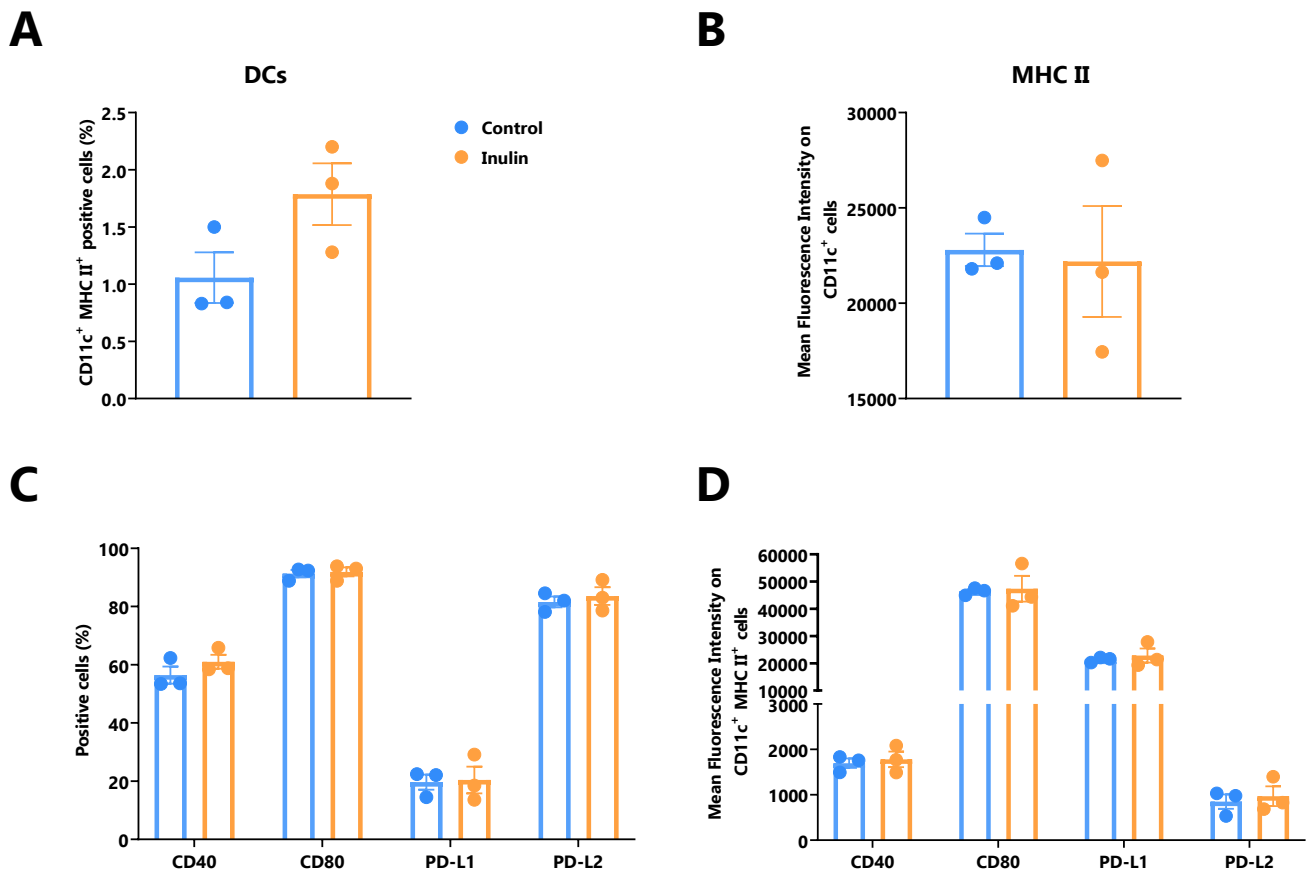 A
DCs
CD11c⁺ MHC II⁺ positive cells (%)
2.5
2.0
1.5
1.0
0.5
0.0
Control
Inulin
B
MHC II
Mean Fluorescence Intensity on
CD11c⁺ cells
30000
25000
20000
15000
C
Positive cells (%)
100
80
60
40
20
0
CD40
CD80
PD-L1
PD-L2
D
Mean Fluorescence Intensity on
CD11c⁺ MHC II⁺ cells
60000
50000
40000
30000
20000
10000
3000
2000
1000
0
CD40
CD80
PD-L1
PD-L2